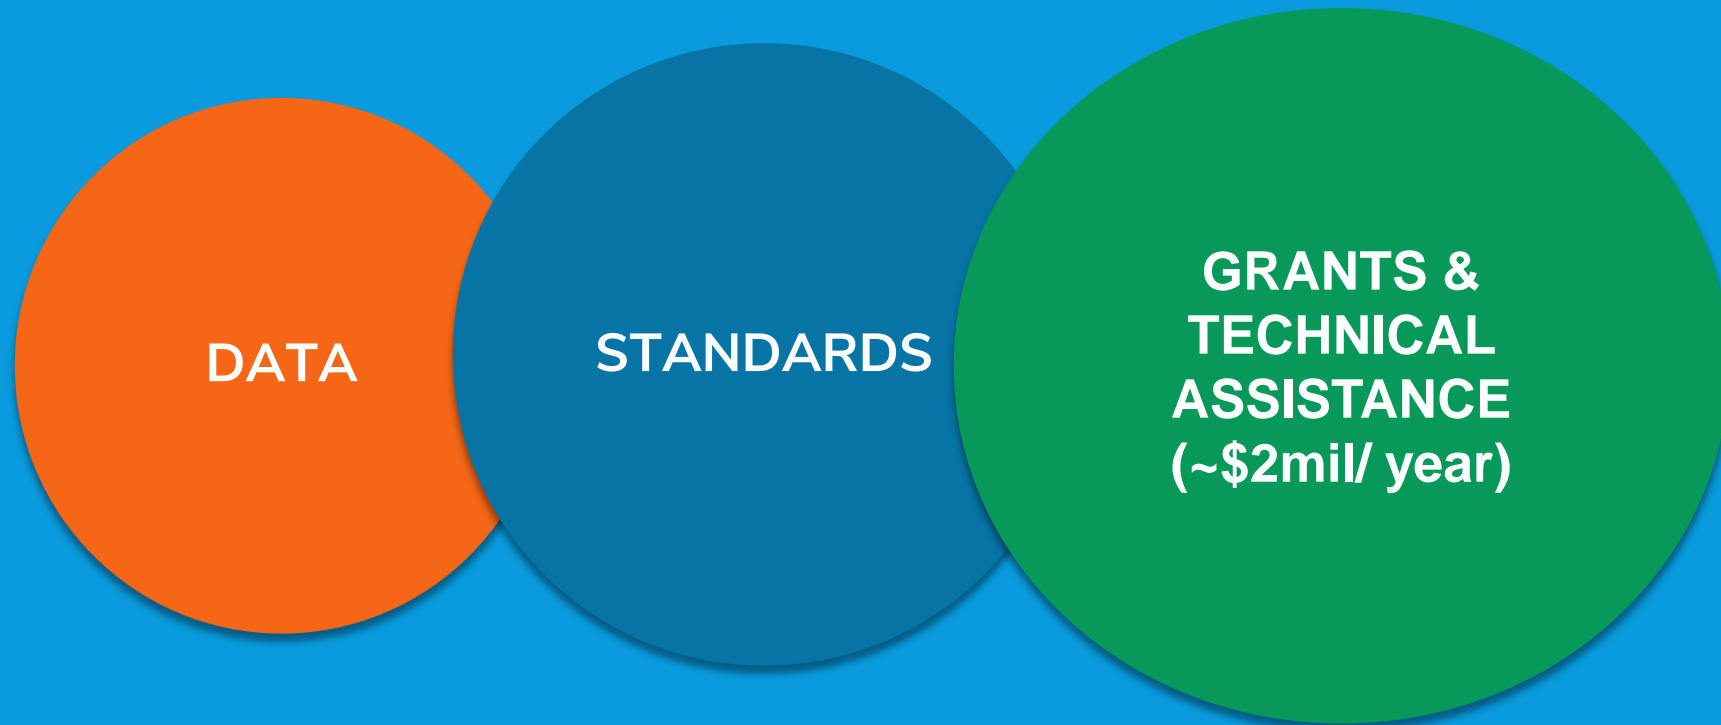 DATA
STANDARDS
GRANTS &
TECHNICAL
ASSISTANCE
(~$2mil/ year)